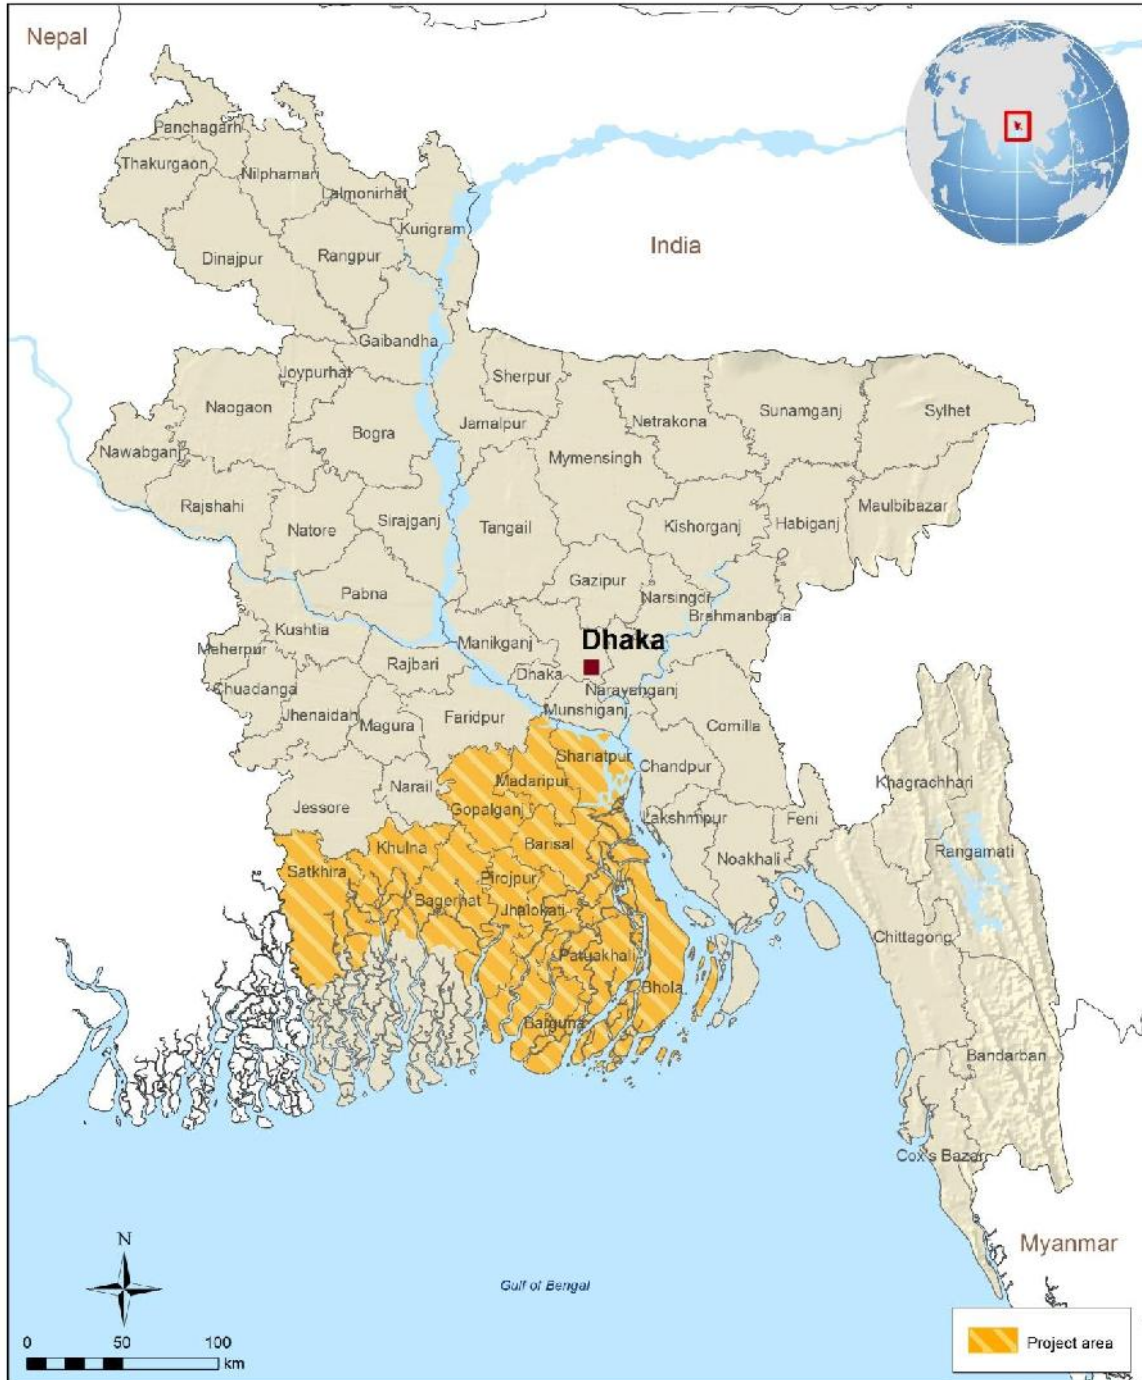 Nepal
Panchagarh
Thakurgaon
Nilphamari
Lalmonirhat
Kurigram
India
Dinajpur
Rangpur
Gaibandha
Joypurhat
Sherpur
Naogaon
Bogra
Jamalpur
Netrakona
Sunamganj
Sylhet
Nawabganj
Mymensingh
Rajshahi
Natore
Sirajganj
Tangail
Kishorganj
Habiganj
Maulbibazar
Pabna
Gazipur
Narsingdi
Brahmanbaria
Kushtia
Meherpur
Rajbari
Manikganj
Dhaka
Dhaka
Chuadanga
Narayanganj
Jhenaidah
Magura
Faridpur
Munshiganj
Comilla
Shariatpur
Chandpur
Madaripur
Narail
Khagrachhari
Jessore
Gopalganj
Lakshmipur
Feni
Khulna
Barisal
Noakhali
Rangamati
Satkhira
Pirojpur
Bagerhat
Jhalokati
Chittagong
Patuakhali
Bhola
Barguna
Bandarban
Cox's Bazar
Myanmar
N
Gulf of Bengal
0 50 100
km
Project area